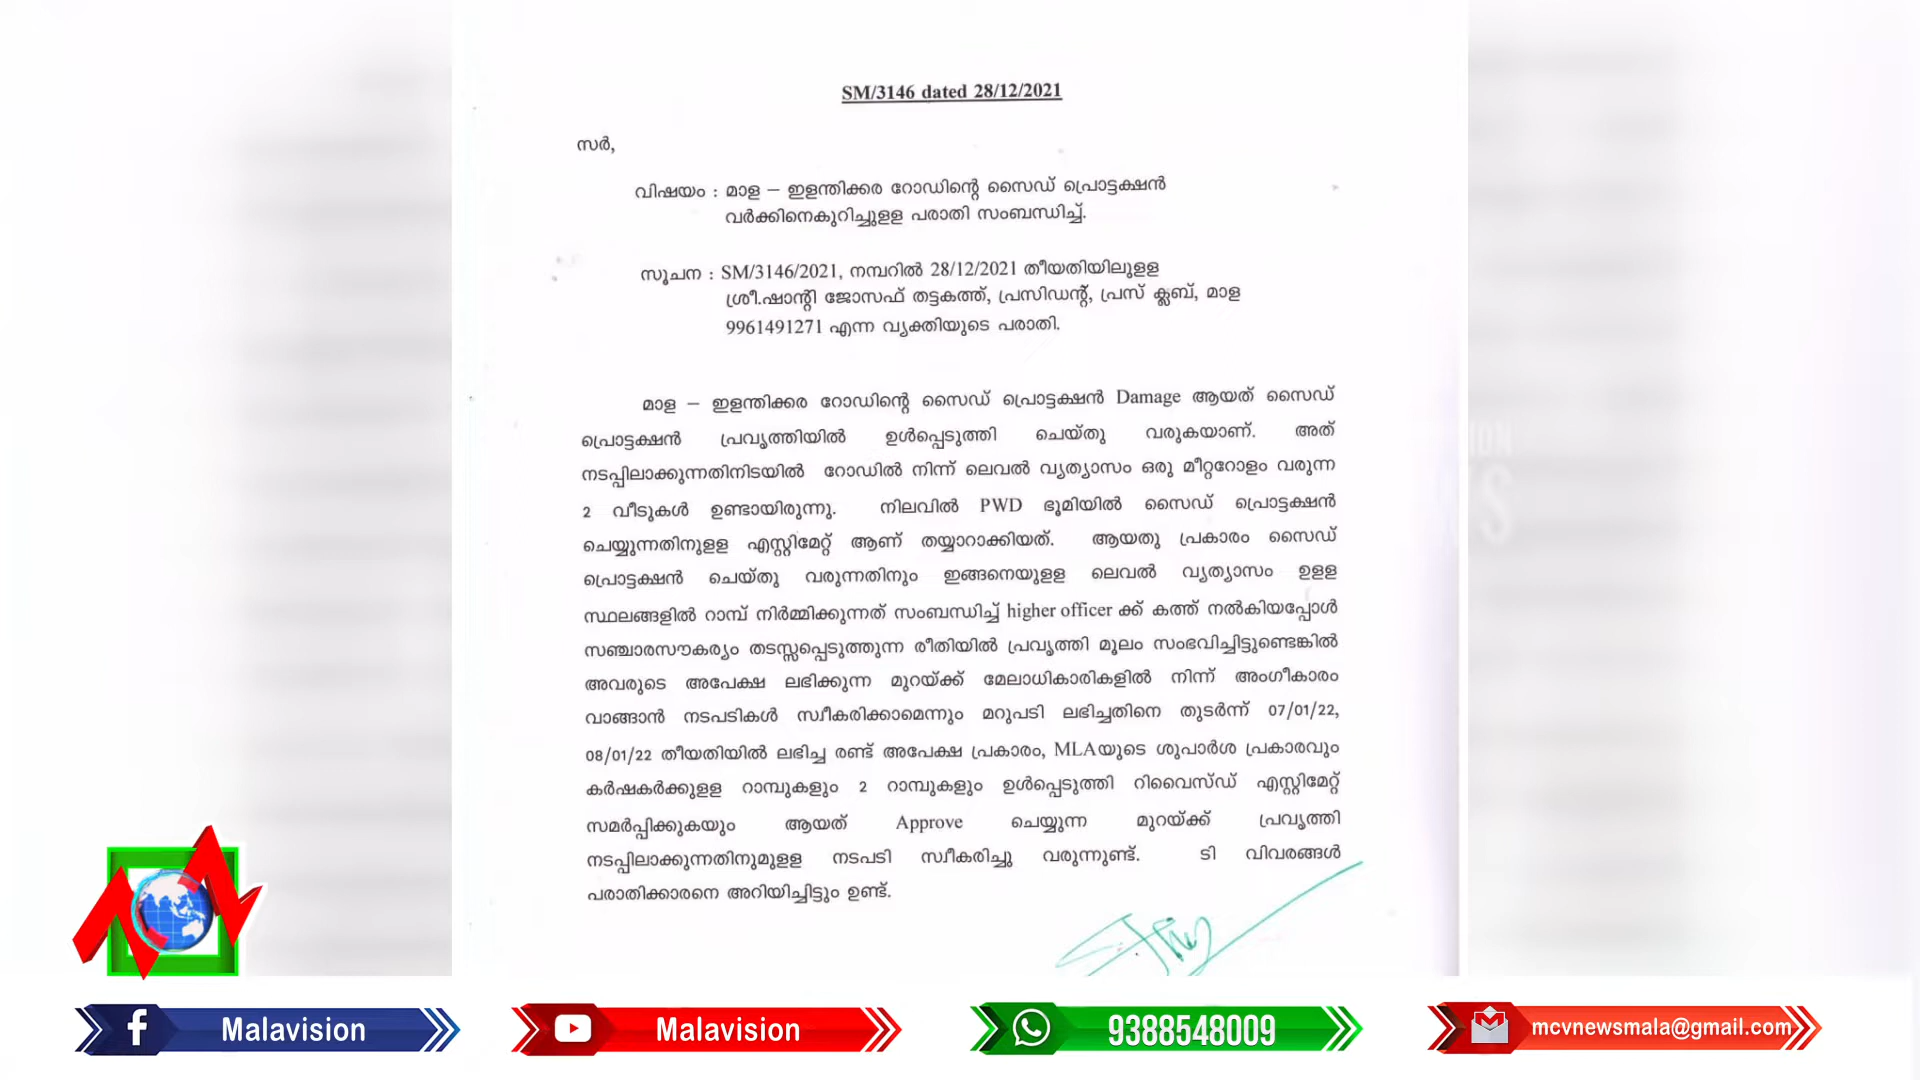 SM/3146 dated 28/12/2021
സർ,
വിഷയം : മാള – ഇളന്തിക്കര റോഡിന്റെ സൈഡ് പ്രൊട്ടക്ഷൻ
വർക്കിനെകുറിച്ചുളള പരാതി സംബന്ധിച്ച്.
സൂചന : SM/3146/2021, നമ്പറിൽ 28/12/2021 തീയതിയിലുളള
ശ്രീ.ഷാന്റി ജോസഫ് തട്ടകത്ത്, പ്രസിഡന്റ്, പ്രസ് ക്ലബ്, മാള
9961491271 എന്ന വ്യക്തിയുടെ പരാതി.
മാള – ഇളന്തിക്കര റോഡിന്റെ സൈഡ് പ്രൊട്ടക്ഷൻ Damage ആയത് സൈഡ്
പ്രൊട്ടക്ഷൻ പ്രവൃത്തിയിൽ ഉൾപ്പെടുത്തി ചെയ്തു വരുകയാണ്. അത്
നടപ്പിലാക്കുന്നതിനിടയിൽ റോഡിൽ നിന്ന് ലെവൽ വ്യത്യാസം ഒരു മീറ്ററോളം വരുന്ന
2 വീടുകൾ ഉണ്ടായിരുന്നു. നിലവിൽ PWD ഭൂമിയിൽ സൈഡ് പ്രൊട്ടക്ഷൻ
ചെയ്യുന്നതിനുളള എസ്റ്റിമേറ്റ് ആണ് തയ്യാറാക്കിയത്. ആയതു പ്രകാരം സൈഡ്
പ്രൊട്ടക്ഷൻ ചെയ്തു വരുന്നതിനും ഇങ്ങനെയുളള ലെവൽ വ്യത്യാസം ഉളള
സ്ഥലങ്ങളിൽ റാമ്പ് നിർമ്മിക്കുന്നത് സംബന്ധിച്ച് higher officer ക്ക് കത്ത് നൽകിയപ്പോൾ
സഞ്ചാരസൗകര്യം തടസ്സപ്പെടുത്തുന്ന രീതിയിൽ പ്രവൃത്തി മൂലം സംഭവിച്ചിട്ടുണ്ടെങ്കിൽ
അവരുടെ അപേക്ഷ ലഭിക്കുന്ന മുറയ്ക്ക് മേലാധികാരികളിൽ നിന്ന് അംഗീകാരം
വാങ്ങാൻ നടപടികൾ സ്വീകരിക്കാമെന്നും മറുപടി ലഭിച്ചതിനെ തുടർന്ന് 07/01/22,
08/01/22 തീയതിയിൽ ലഭിച്ച രണ്ട് അപേക്ഷ പ്രകാരം, MLAയുടെ ശുപാർശ പ്രകാരവും
കർഷകർക്കുളള റാമ്പുകളും 2 റാമ്പുകളും ഉൾപ്പെടുത്തി റിവൈസ്ഡ് എസ്റ്റിമേറ്റ്
സമർപ്പിക്കുകയും ആയത് Approve ചെയ്യുന്ന മുറയ്ക്ക് പ്രവൃത്തി
നടപ്പിലാക്കുന്നതിനുമുളള നടപടി സ്വീകരിച്ചു വരുന്നുണ്ട്. ടി വിവരങ്ങൾ
പരാതിക്കാരനെ അറിയിച്ചിട്ടും ഉണ്ട്.
Malavision
Malavision
9388548009
mcvnewsmala@gmail.com